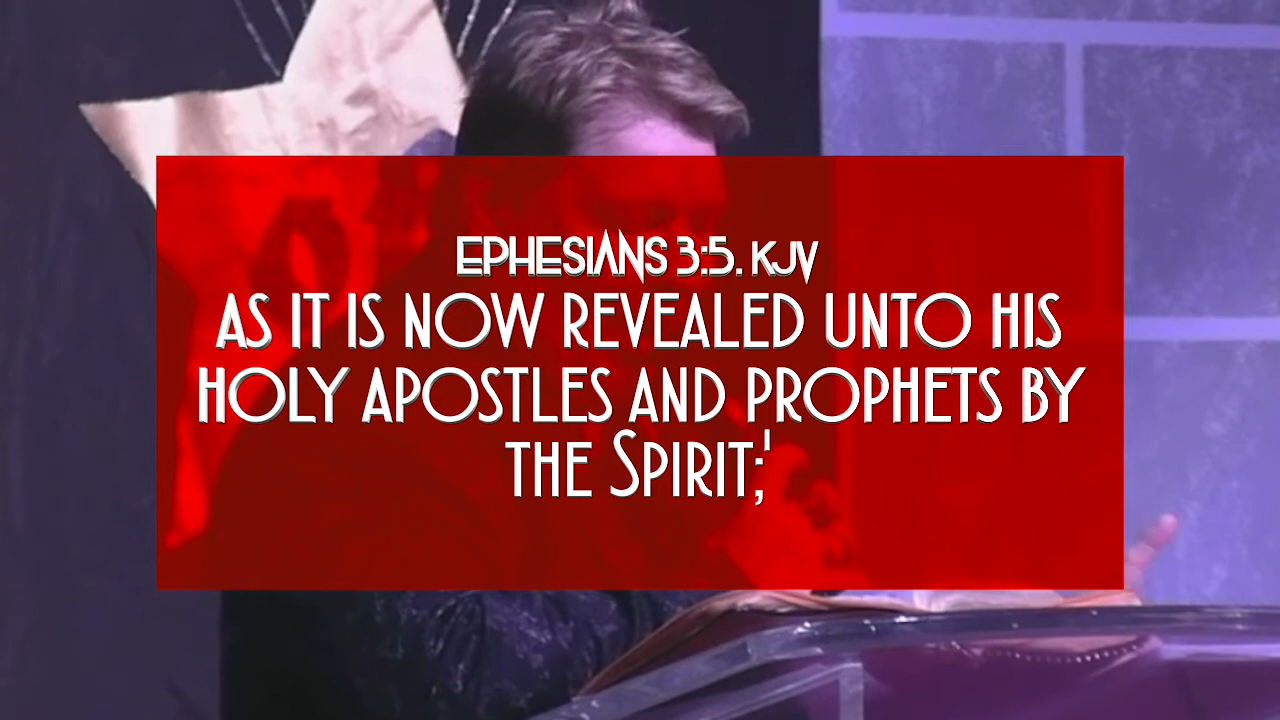 EPHESIANS 3:5. KJV
AS IT IS NOW REVEALED UNTO HIS
HOLY APOSTLES AND PROPHETS BY
THE SPIRIT;'